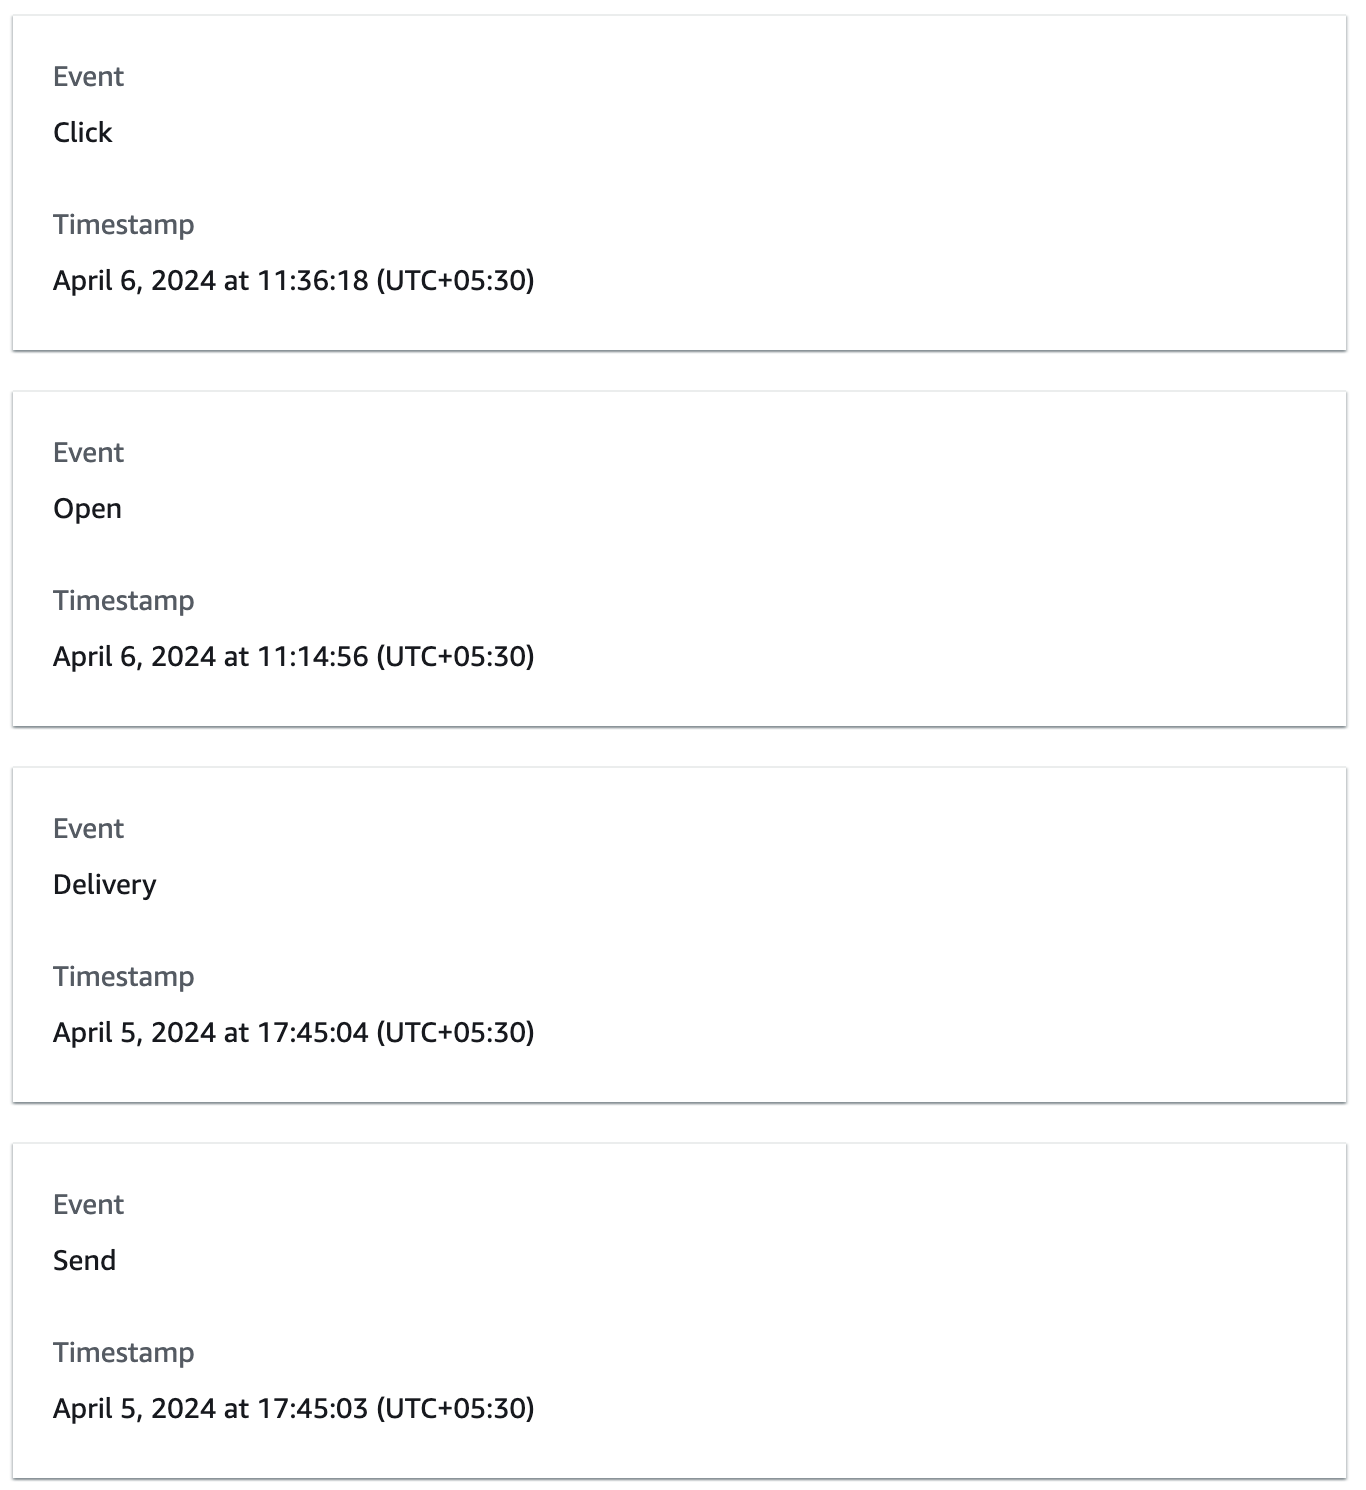 Event
Click
Timestamp
April 6, 2024 at 11:36:18 (UTC+05:30)
Event
Open
Timestamp
April 6, 2024 at 11:14:56 (UTC+05:30)
Event
Delivery
Timestamp
April 5, 2024 at 17:45:04 (UTC+05:30)
Event
Send
Timestamp
April 5, 2024 at 17:45:03 (UTC+05:30)